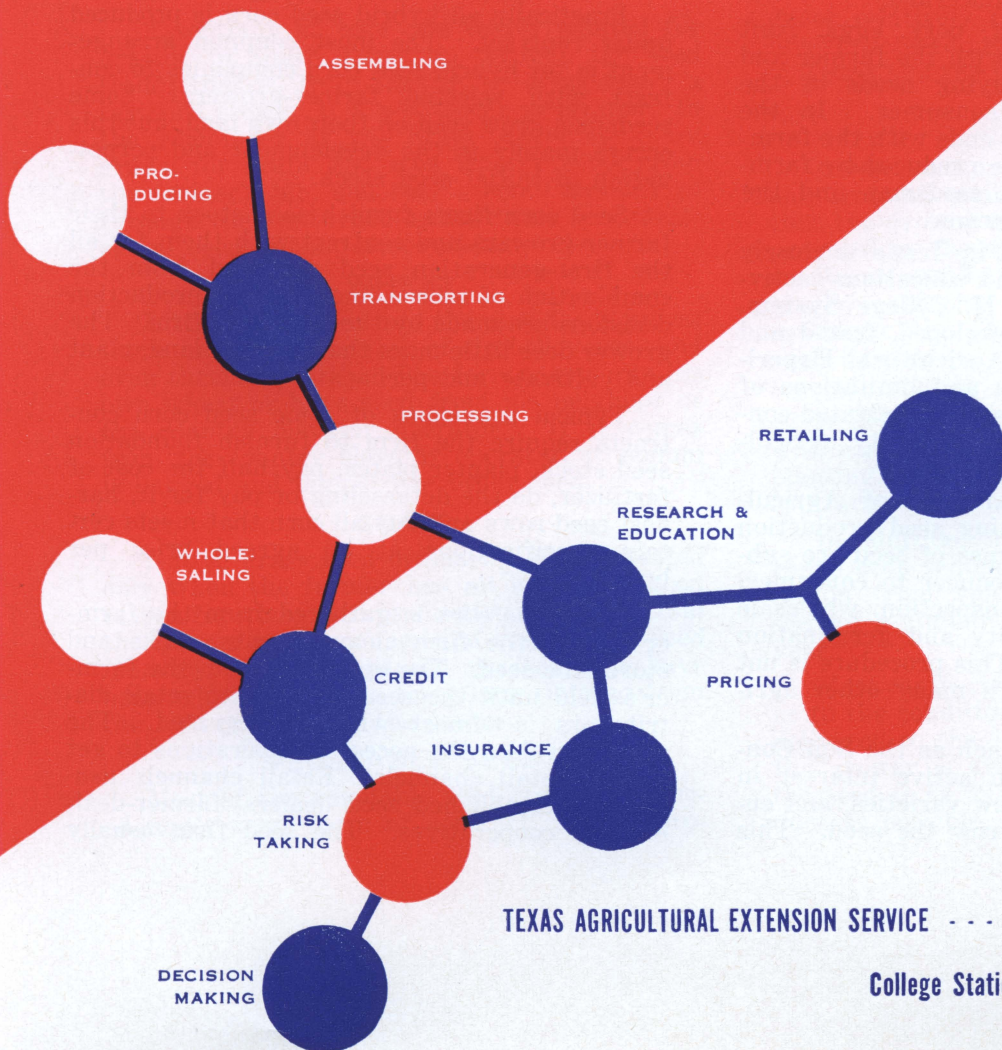 ASSEMBLING
PRO-
DUCING
TRANSPORTING
PROCESSING
RETAILING
RESEARCH &
EDUCATION
WHOLE-
SALING
CREDIT
PRICING
INSURANCE
RISK
TAKING
TEXAS AGRICULTURAL EXTENSION SERVICE - - -
DECISION
MAKING
College